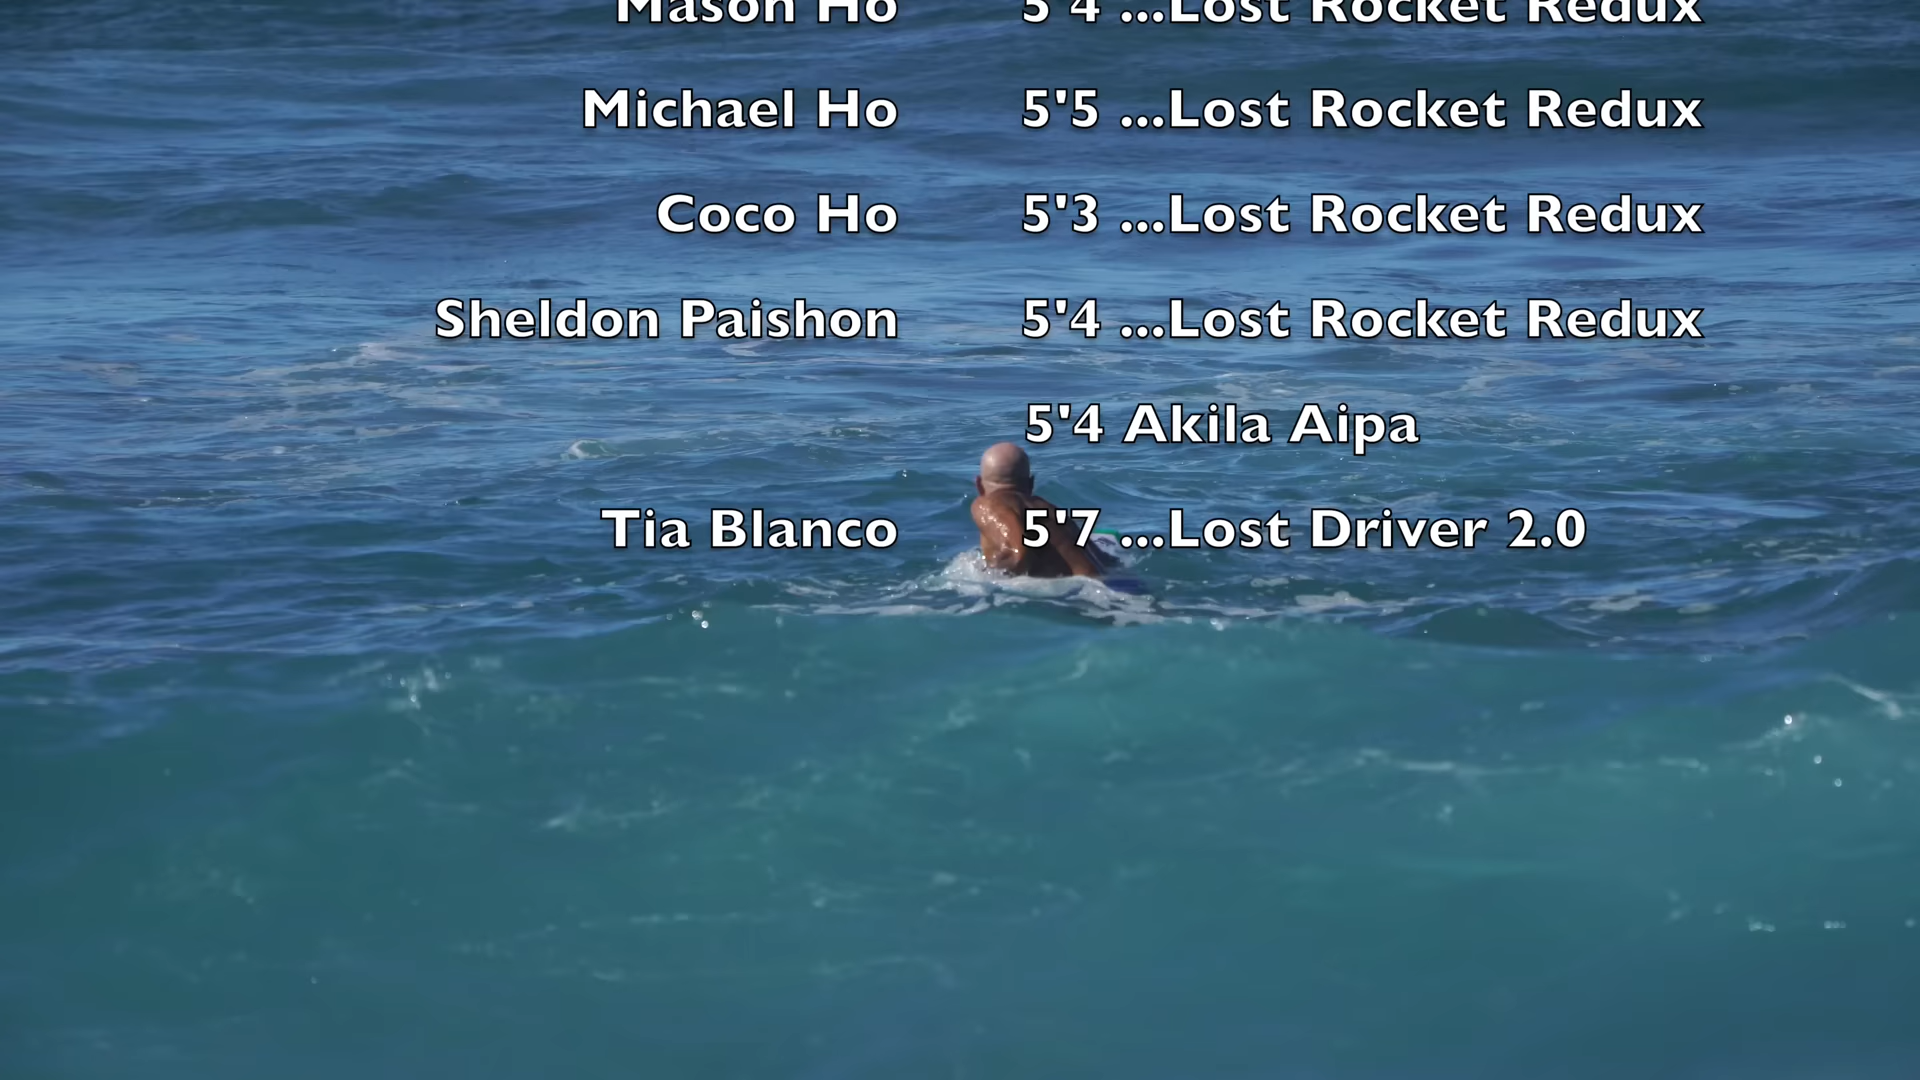 Mason Ho 5'4 ...Lost Rocket Redux
Michael Ho 5'5 ...Lost Rocket Redux
Coco Ho 5'3 ...Lost Rocket Redux
Sheldon Paishon 5'4 ...Lost Rocket Redux
5'4 Akila Aipa
Tia Blanco 5'7 ...Lost Driver 2.0